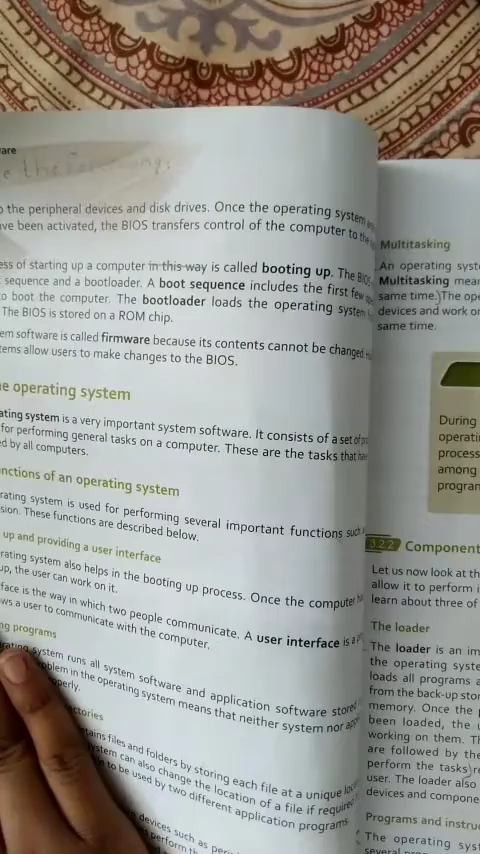 are
e the
o the peripheral devices and disk drives. Once the operating system
ve been activated, the BIOS transfers control of the computer to the
ess of starting up a computer in this way is called booting up. The BIOS
sequence and a bootloader. A boot sequence includes the first few
o boot the computer. The bootloader loads the operating system
The BIOS is stored on a ROM chip.
em software is called firmware because its contents cannot be changed.
tems allow users to make changes to the BIOS.
e operating system
ating system is a very important system software. It consists of a set of
for performing general tasks on a computer. These are the tasks that
ed by all computers.
nctions of an operating system
rating system is used for performing several important functions such
sion. These functions are described below.
up and providing a user interface
rating system also helps in the booting up process. Once the computer
up, the user can work on it.
face is the way in which two people communicate. A user interface is a
ws a user to communicate with the computer.
ng programs
system runs all system software and application software stored
oblem in the operating system means that neither system nor
perly.
ectories
tains files and folders by storing each file at a unique
ystem can also change the location of a file if required
to be used by two different application programs.
devices such as
perform
Multitasking
An operating syst
Multitasking mean
same time. The ope
devices and work or
same time.
During
operati
process
among
program
3.2.2 Component
Let us now look at th
allow it to perform i
learn about three of
The loader
The loader is an im
the operating syste
loads all programs a
from the back-up stor
memory. Once the
been loaded, the u
working on them. Th
are followed by the
perform the tasks re
user. The loader also
devices and compone
Programs and instru
The operating syst
several